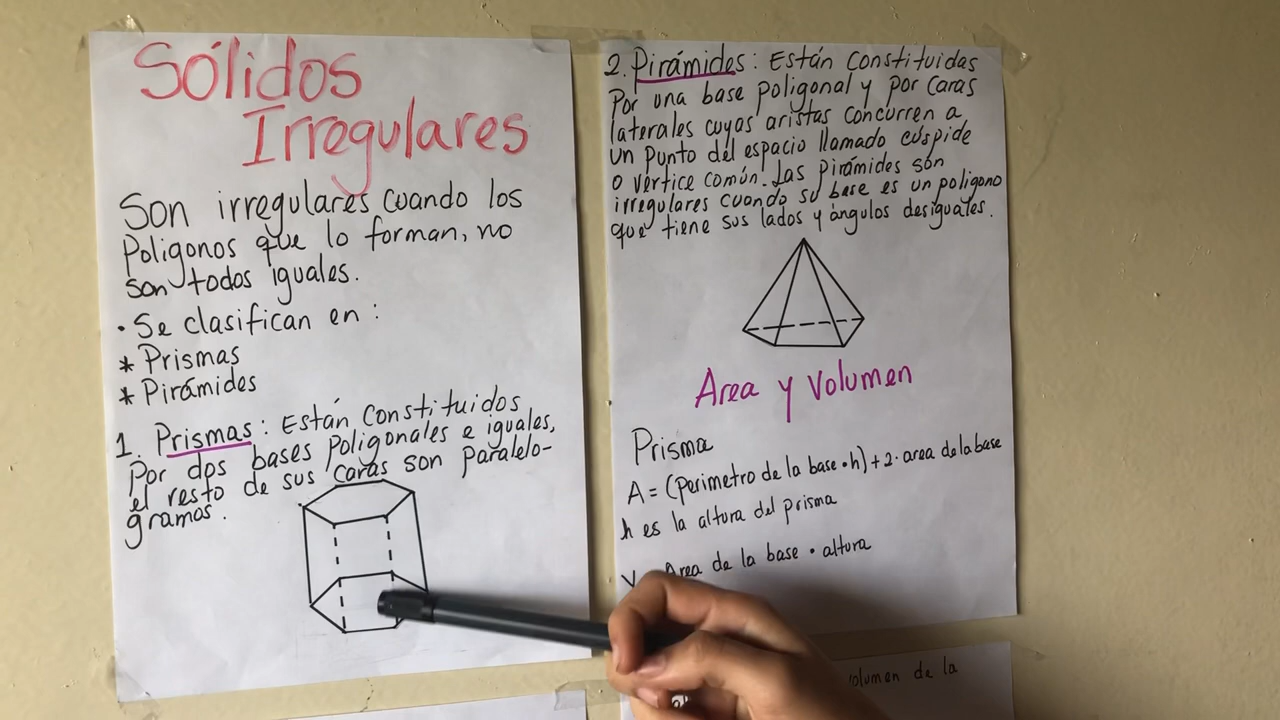 Sólidos
Irregulares
Son irregulares cuando los
Poligonos que lo forman, no
son todos iguales.
• Se clasifican en :
* Prismas
* Pirámides
1. Prismas : Están constituidos
Por dos bases Poligonales e iguales,
el resto de sus caras son paralelo-
gramos.
2. Pirámides : Están constituidas
Por una base poligonal y por caras
laterales cuyas aristas concurren a
un punto del espacio llamado cúspide
o vértice común. Las pirámides son
irregulares cuando su base es un poligono
que tiene sus lados y ángulos desiguales.
Area y Volumen
Prisma
A = (Perimetro de la base • h) + 2 • area de la base
h es la altura del prisma
V Area de la base • altura
volumen de la